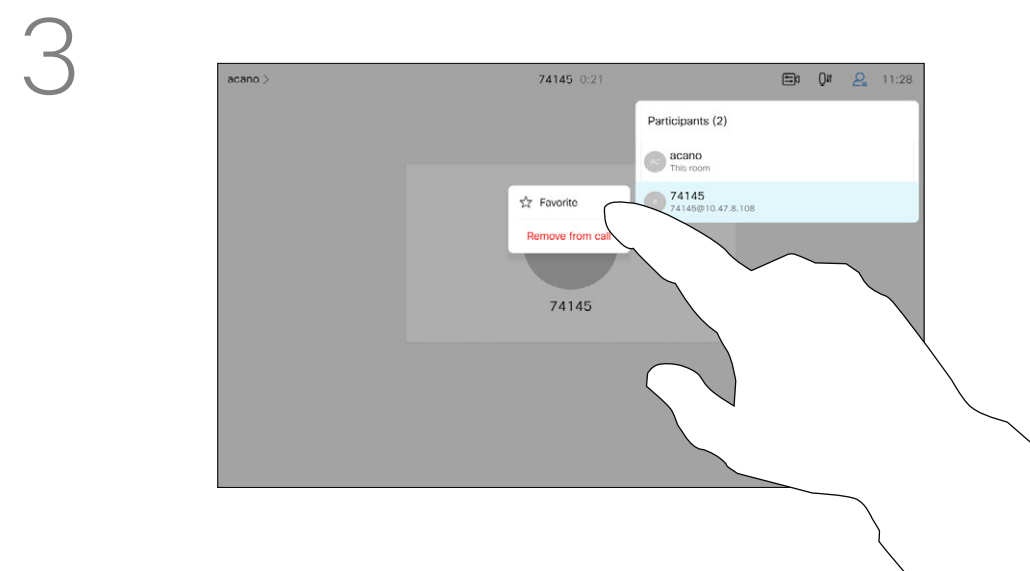 3
acano >
74145 0:21
11:28
Participants (2)
AC
acano
This room
74145
74145@10.47.8.108
Favorite
Remove from call
74145